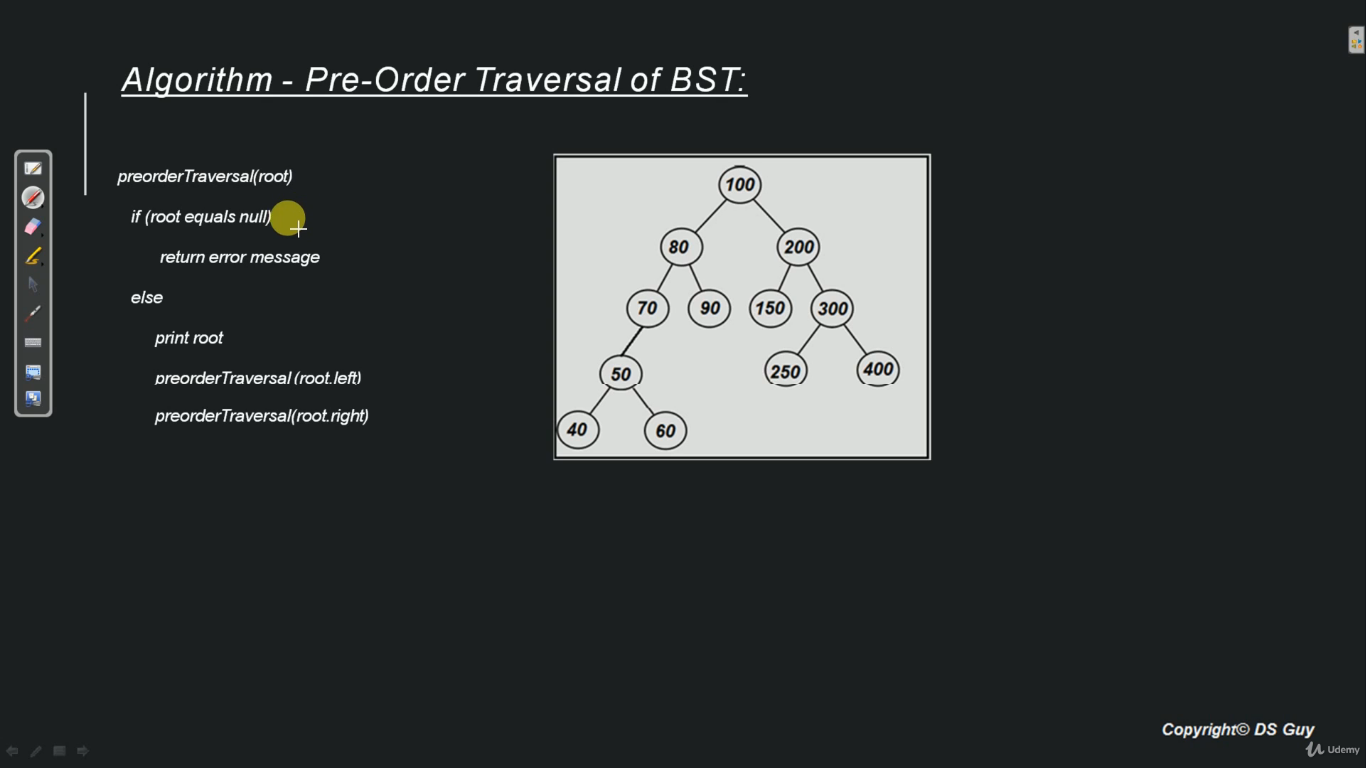 Algorithm - Pre-Order Traversal of BST:
preorderTraversal(root)
if (root equals null)
return error message
else
print root
preorderTraversal (root.left)
preorderTraversal(root.right)
100
80
200
70
90
150
300
50
250
400
40
60
Copyright© DS Guy
Udemy